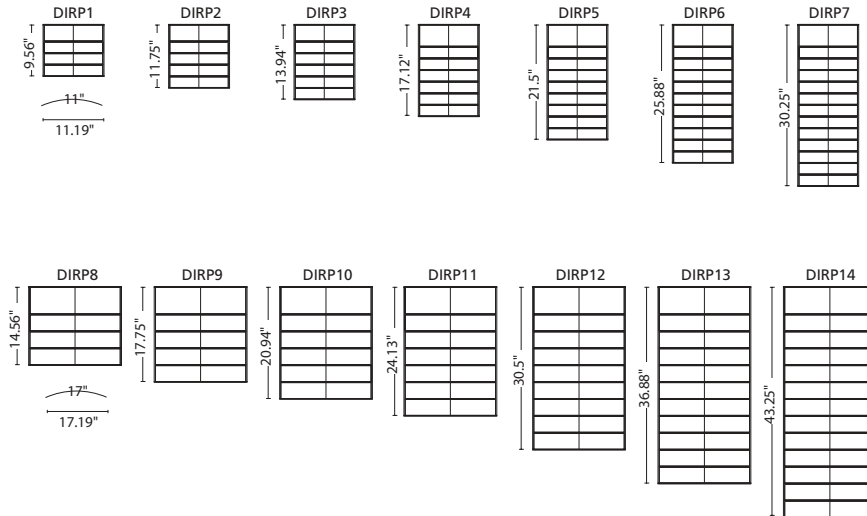 DIRP1 DIRP2 DIRP3 DIRP4 DIRP5 DIRP6 DIRP7
9.56" 11.75" 13.94" 17.12" 21.5" 25.88" 30.25"
11"
11.19"
DIRP8 DIRP9 DIRP10 DIRP11 DIRP12 DIRP13 DIRP14
14.56" 17.75" 20.94" 24.13" 30.5" 36.88" 43.25"
17"
17.19"